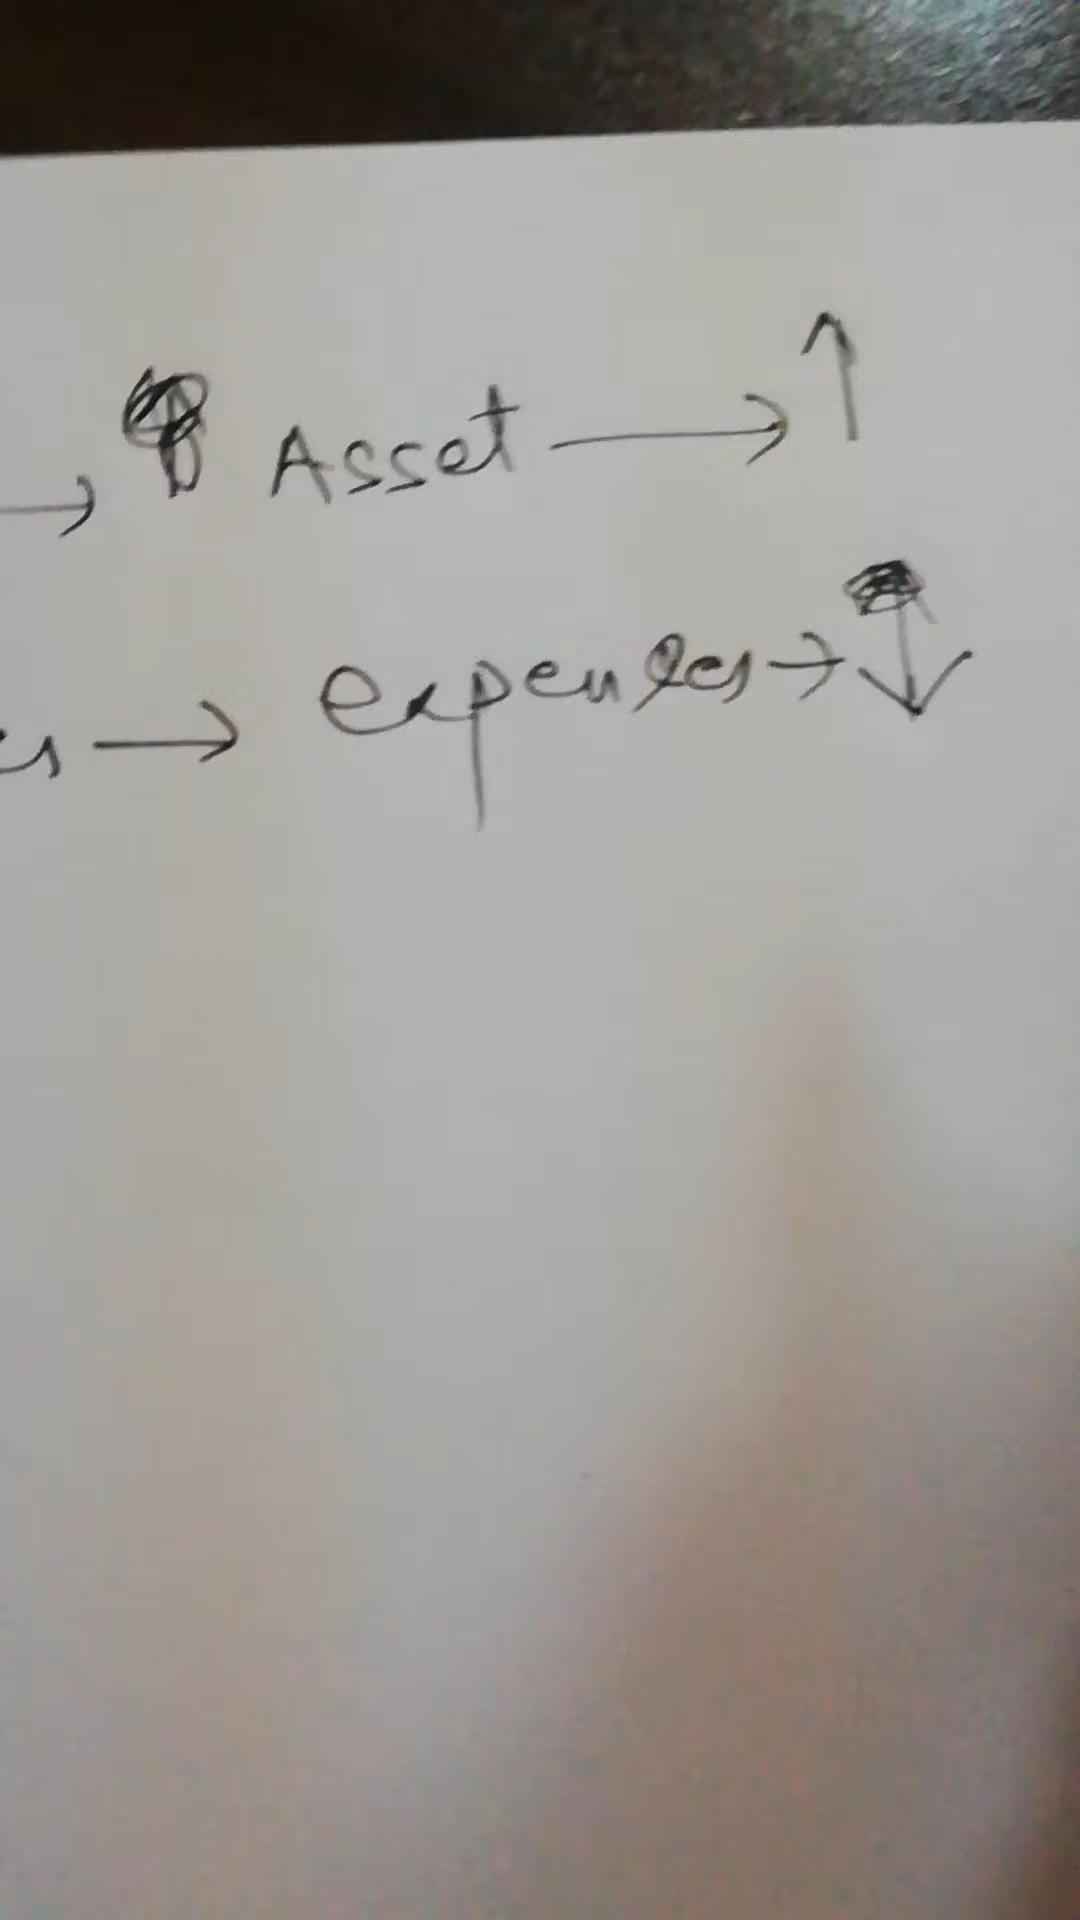 → Asset → ↑
→ expenses → ↓